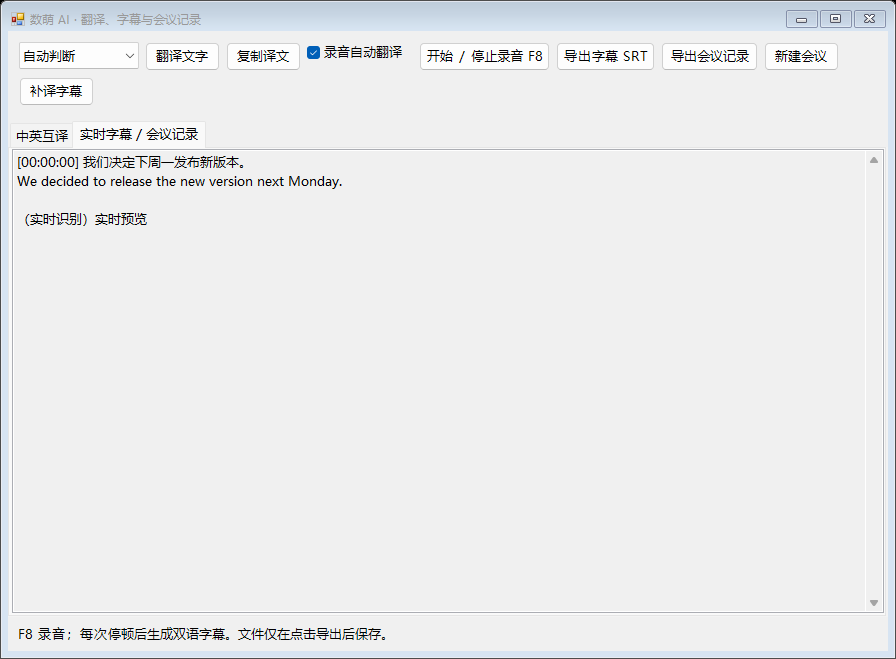 数萌 AI · 翻译、字幕与会议记录
自动判断 翻译文字 复制译文 录音自动翻译 开始 / 停止录音 F8 导出字幕 SRT 导出会议记录 新建会议
补译字幕
中英互译 实时字幕 / 会议记录
[00:00:00] 我们决定下周一发布新版本。
We decided to release the new version next Monday.
（实时识别）实时预览
F8 录音；每次停顿后生成双语字幕。文件仅在点击导出后保存。